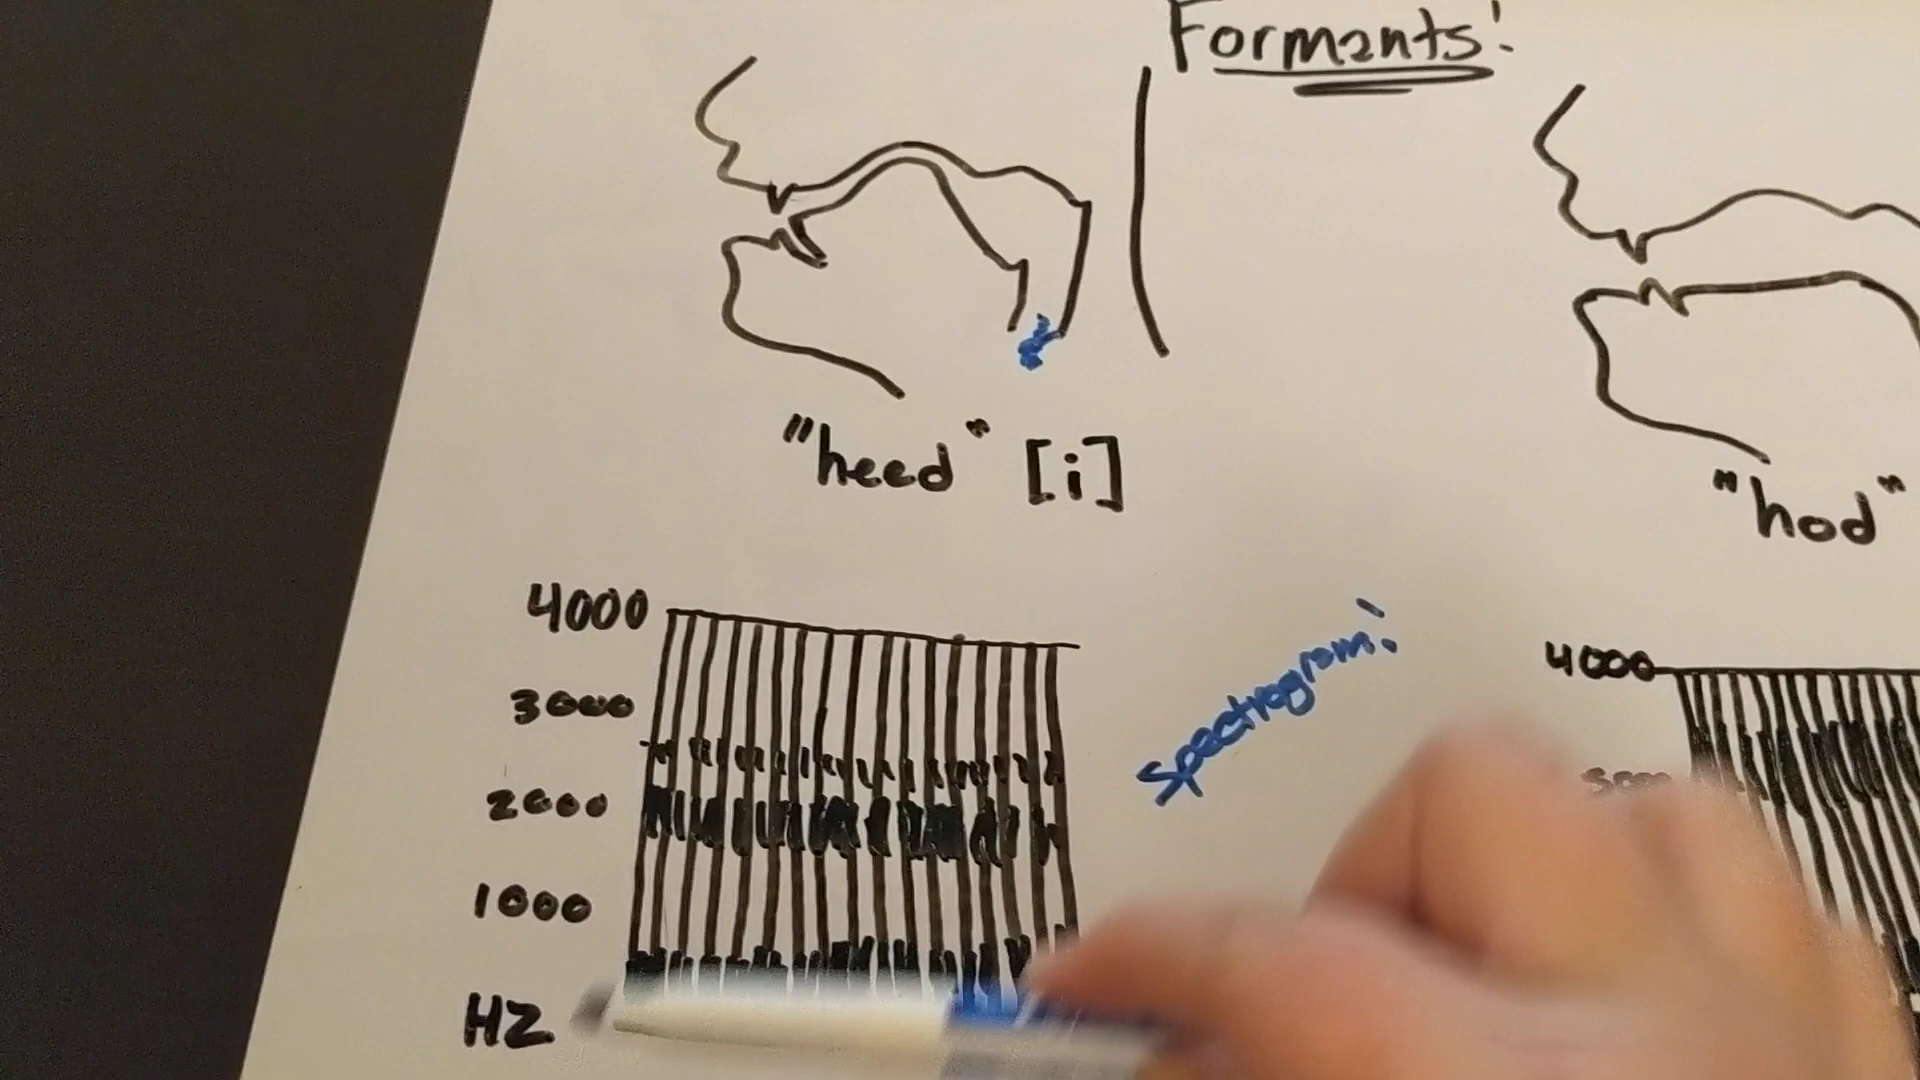 Formants!
"heed" [i]
"hod"
4000
3000
2000
1000
HZ
Spectrogram!
4000